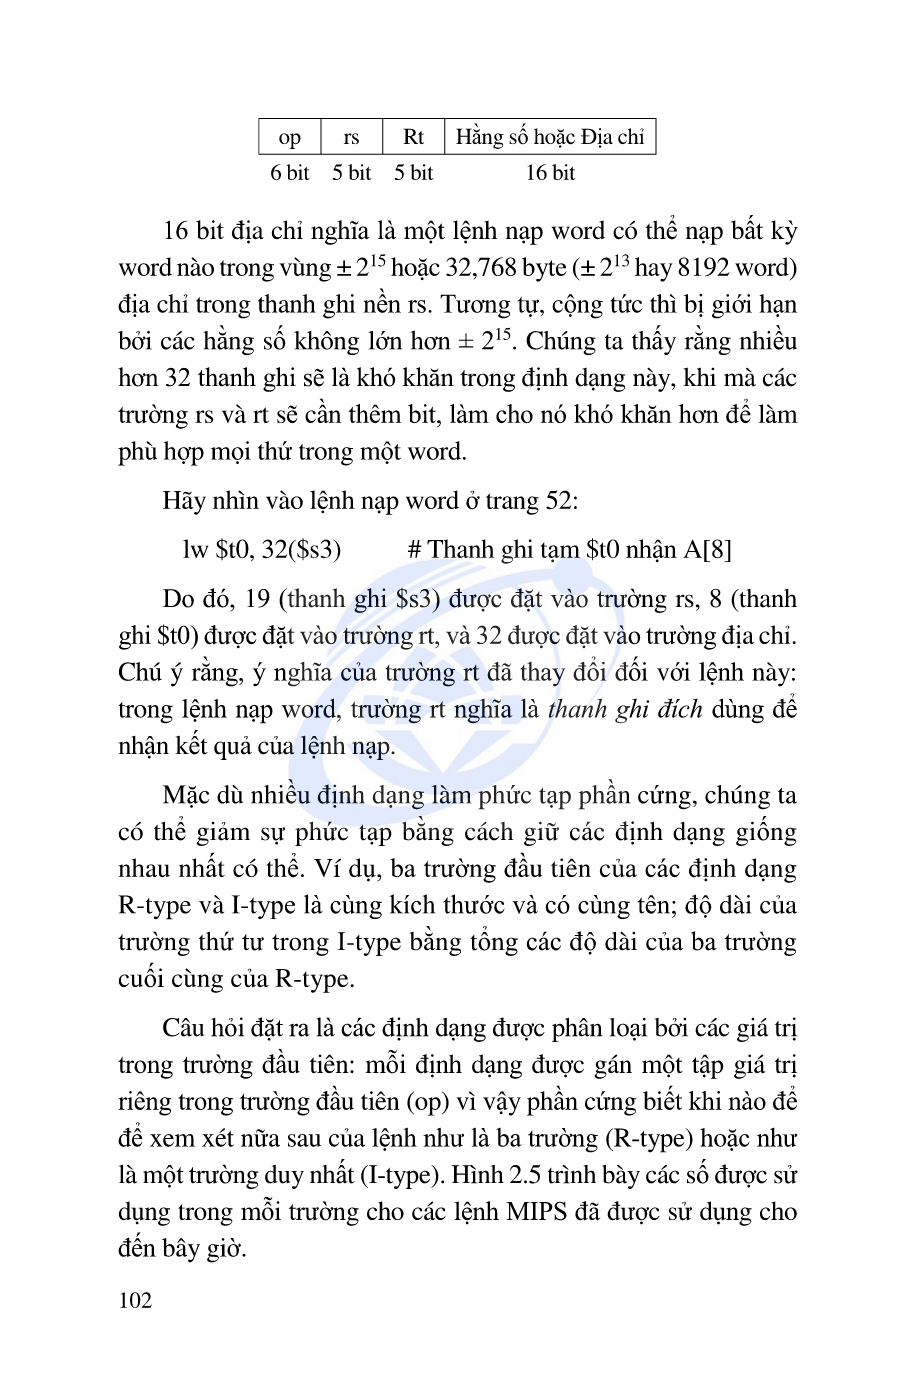 op rs Rt Hằng số hoặc Địa chỉ
6 bit 5 bit 5 bit 16 bit
16 bit địa chỉ nghĩa là một lệnh nạp word có thể nạp bất kỳ
word nào trong vùng ± 2¹⁵ hoặc 32,768 byte (± 2¹³ hay 8192 word)
địa chỉ trong thanh ghi nền rs. Tương tự, cộng tức thì bị giới hạn
bởi các hằng số không lớn hơn ± 2¹⁵. Chúng ta thấy rằng nhiều
hơn 32 thanh ghi sẽ là khó khăn trong định dạng này, khi mà các
trường rs và rt sẽ cần thêm bit, làm cho nó khó khăn hơn để làm
phù hợp mọi thứ trong một word.
Hãy nhìn vào lệnh nạp word ở trang 52:
lw $t0, 32($s3) # Thanh ghi tạm $t0 nhận A[8]
Do đó, 19 (thanh ghi $s3) được đặt vào trường rs, 8 (thanh
ghi $t0) được đặt vào trường rt, và 32 được đặt vào trường địa chỉ.
Chú ý rằng, ý nghĩa của trường rt đã thay đổi đối với lệnh này:
trong lệnh nạp word, trường rt nghĩa là thanh ghi đích dùng để
nhận kết quả của lệnh nạp.
Mặc dù nhiều định dạng làm phức tạp phần cứng, chúng ta
có thể giảm sự phức tạp bằng cách giữ các định dạng giống
nhau nhất có thể. Ví dụ, ba trường đầu tiên của các định dạng
R-type và I-type là cùng kích thước và có cùng tên; độ dài của
trường thứ tư trong I-type bằng tổng các độ dài của ba trường
cuối cùng của R-type.
Câu hỏi đặt ra là các định dạng được phân loại bởi các giá trị
trong trường đầu tiên: mỗi định dạng được gán một tập giá trị
riêng trong trường đầu tiên (op) vì vậy phần cứng biết khi nào để
để xem xét nữa sau của lệnh như là ba trường (R-type) hoặc như
là một trường duy nhất (I-type). Hình 2.5 trình bày các số được sử
dụng trong mỗi trường cho các lệnh MIPS đã được sử dụng cho
đến bây giờ.
102